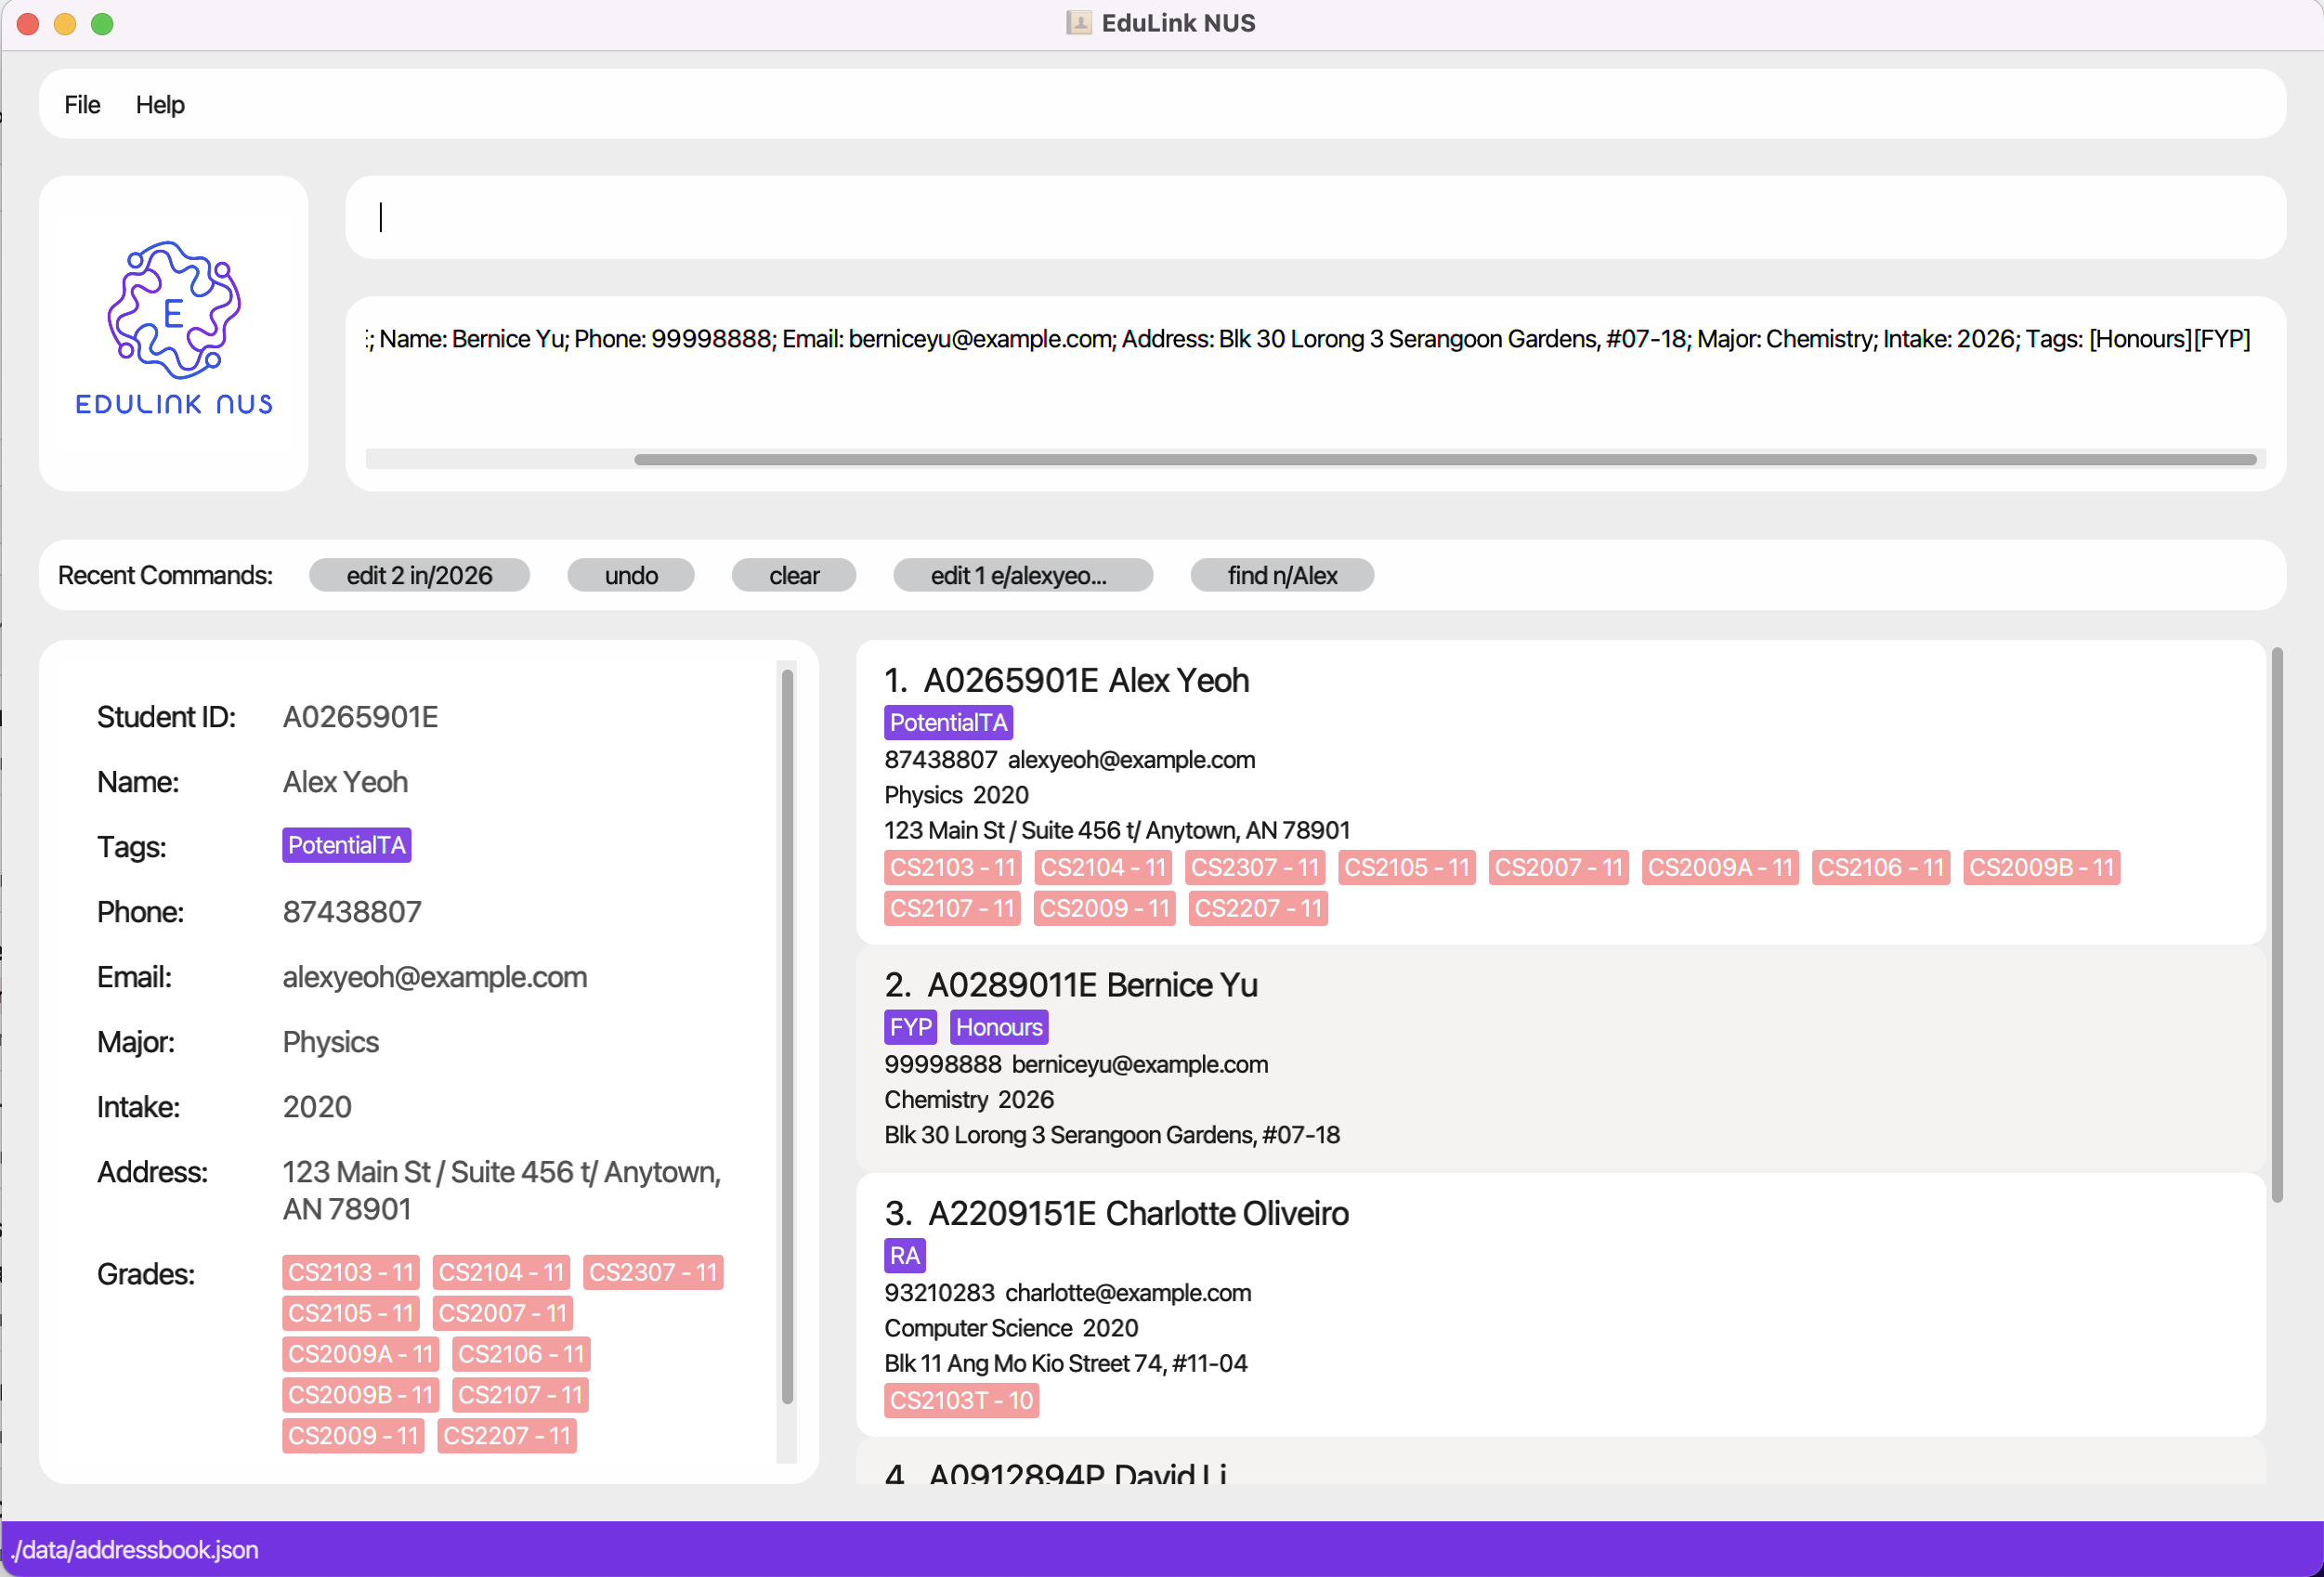 EduLink NUS
File Help
E
EDULINK NUS
; Name: Bernice Yu; Phone: 99998888; Email: berniceyu@example.com; Address: Blk 30 Lorong 3 Serangoon Gardens, #07-18; Major: Chemistry; Intake: 2026; Tags: [Honours][FYP]
Recent Commands: edit 2 in/2026 undo clear edit 1 e/alexyeo... find n/Alex
Student ID: A0265901E
Name: Alex Yeoh
Tags: PotentialTA
Phone: 87438807
Email: alexyeoh@example.com
Major: Physics
Intake: 2020
Address: 123 Main St / Suite 456 t/ Anytown,
AN 78901
Grades: CS2103 - 11 CS2104 - 11 CS2307 - 11
CS2105 - 11 CS2007 - 11
CS2009A - 11 CS2106 - 11
CS2009B - 11 CS2107 - 11
CS2009 - 11 CS2207 - 11
1. A0265901E Alex Yeoh
PotentialTA
87438807 alexyeoh@example.com
Physics 2020
123 Main St / Suite 456 t/ Anytown, AN 78901
CS2103 - 11 CS2104 - 11 CS2307 - 11 CS2105 - 11 CS2007 - 11 CS2009A - 11 CS2106 - 11 CS2009B - 11
CS2107 - 11 CS2009 - 11 CS2207 - 11
2. A0289011E Bernice Yu
FYP Honours
99998888 berniceyu@example.com
Chemistry 2026
Blk 30 Lorong 3 Serangoon Gardens, #07-18
3. A2209151E Charlotte Oliveiro
RA
93210283 charlotte@example.com
Computer Science 2020
Blk 11 Ang Mo Kio Street 74, #11-04
CS2103T - 10
4. A0912894P David Li
./data/addressbook.json